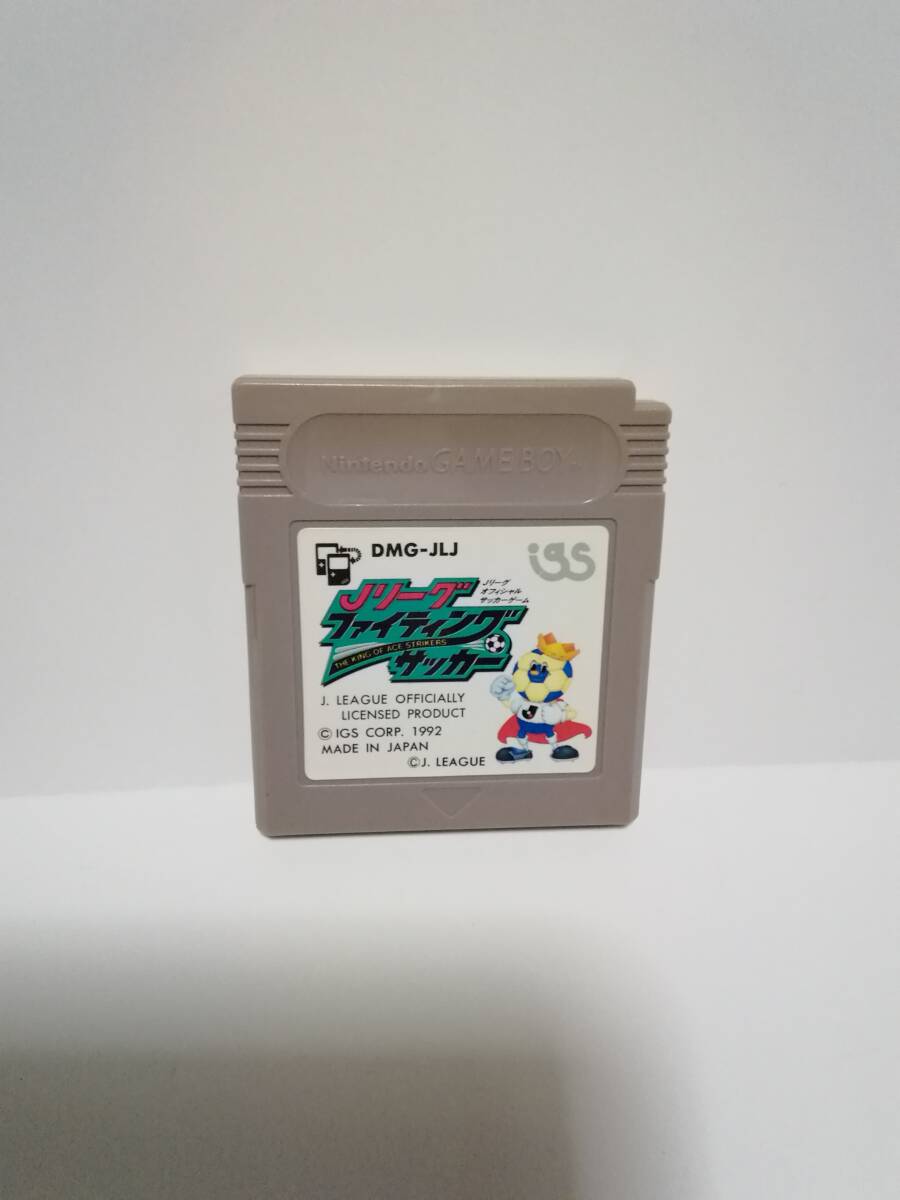 Nintendo GAME BOY
DMG-JLJ
igs
Jリーグ
オフィシャル
サッカーゲーム
Jリーグ
ファイティング
THE KING OF ACE STRIKERS
サッカー
J. LEAGUE OFFICIALLY
LICENSED PRODUCT
© IGS CORP. 1992
MADE IN JAPAN
© J. LEAGUE
J